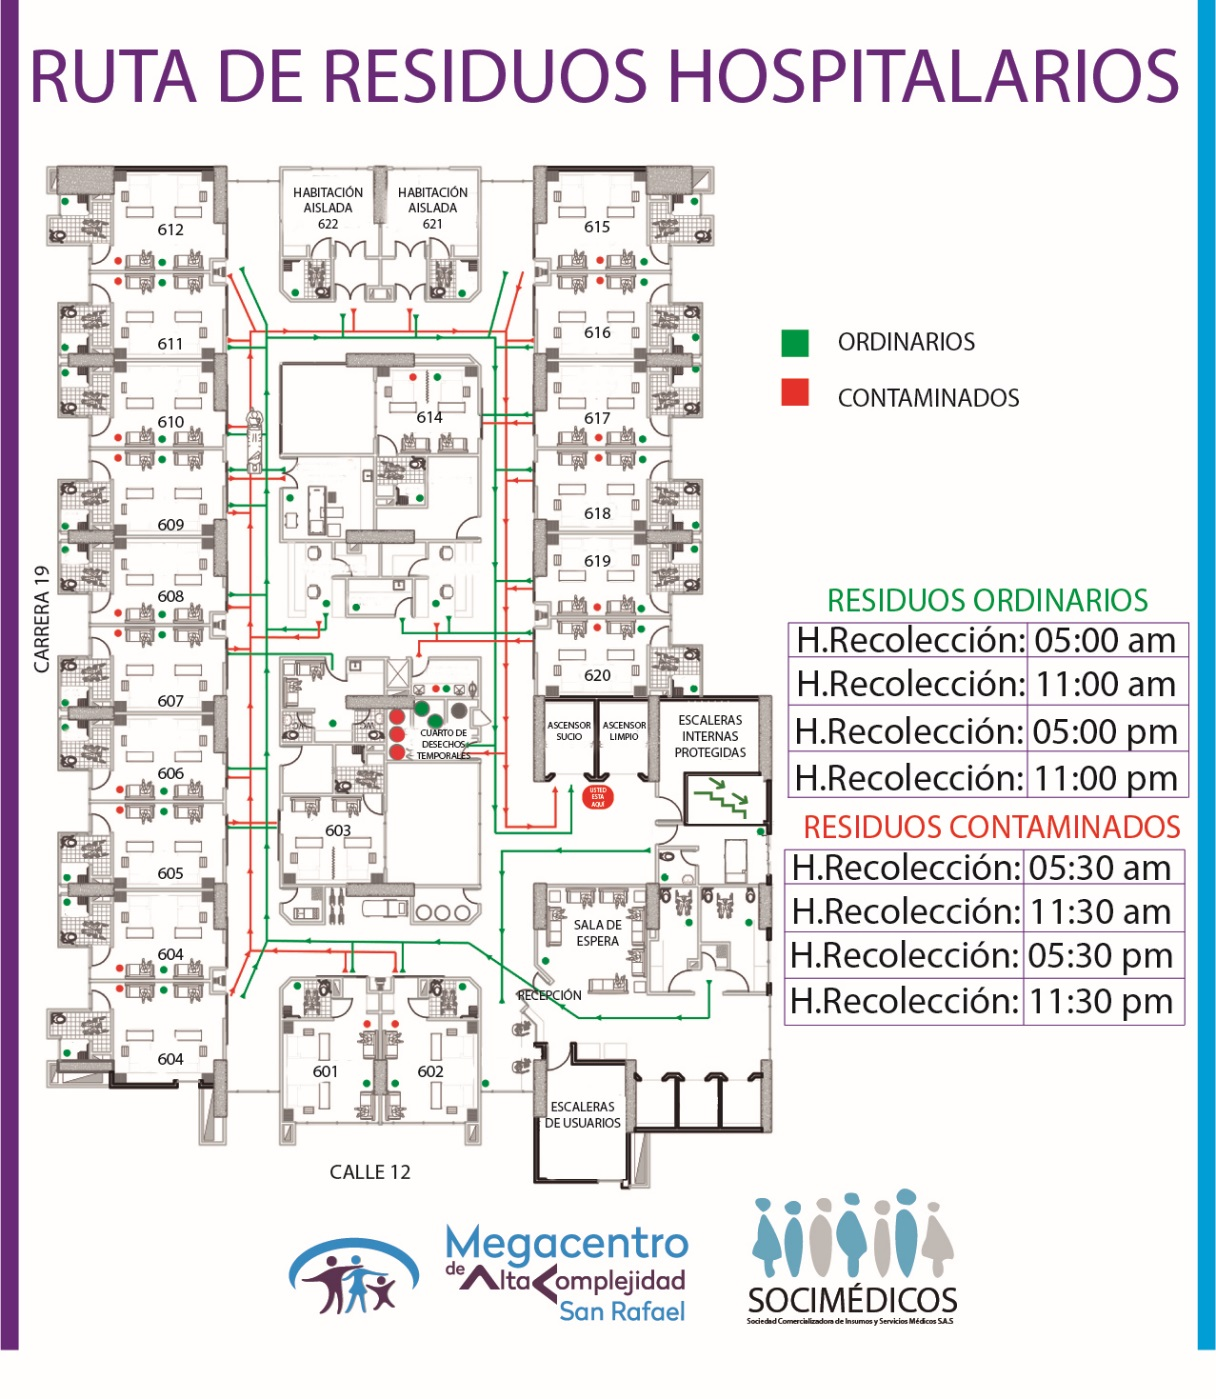 RUTA DE RESIDUOS HOSPITALARIOS
HABITACIÓN
AISLADA
622
HABITACIÓN
AISLADA
621
612
615
611
616
610
614
617
609
618
608
619
607
620
606
603
605
604
604
601
602
CUARTO DE
DESECHOS
TEMPORALES
ASCENSOR
SUCIO
ASCENSOR
LIMPIO
ESCALERAS
INTERNAS
PROTEGIDAS
USTED
ESTA
AQUÍ
SALA DE
ESPERA
RECEPCIÓN
ESCALERAS
DE USUARIOS
CARRERA 19
CALLE 12
ORDINARIOS
CONTAMINADOS
RESIDUOS ORDINARIOS
H.Recolección: 05:00 am
H.Recolección: 11:00 am
H.Recolección: 05:00 pm
H.Recolección: 11:00 pm
RESIDUOS CONTAMINADOS
H.Recolección: 05:30 am
H.Recolección: 11:30 am
H.Recolección: 05:30 pm
H.Recolección: 11:30 pm
Megacentro
de Alta Complejidad
San Rafael
SOCIMÉDICOS
Sociedad Comercializadora de Insumos y Servicios Médicos S.A.S